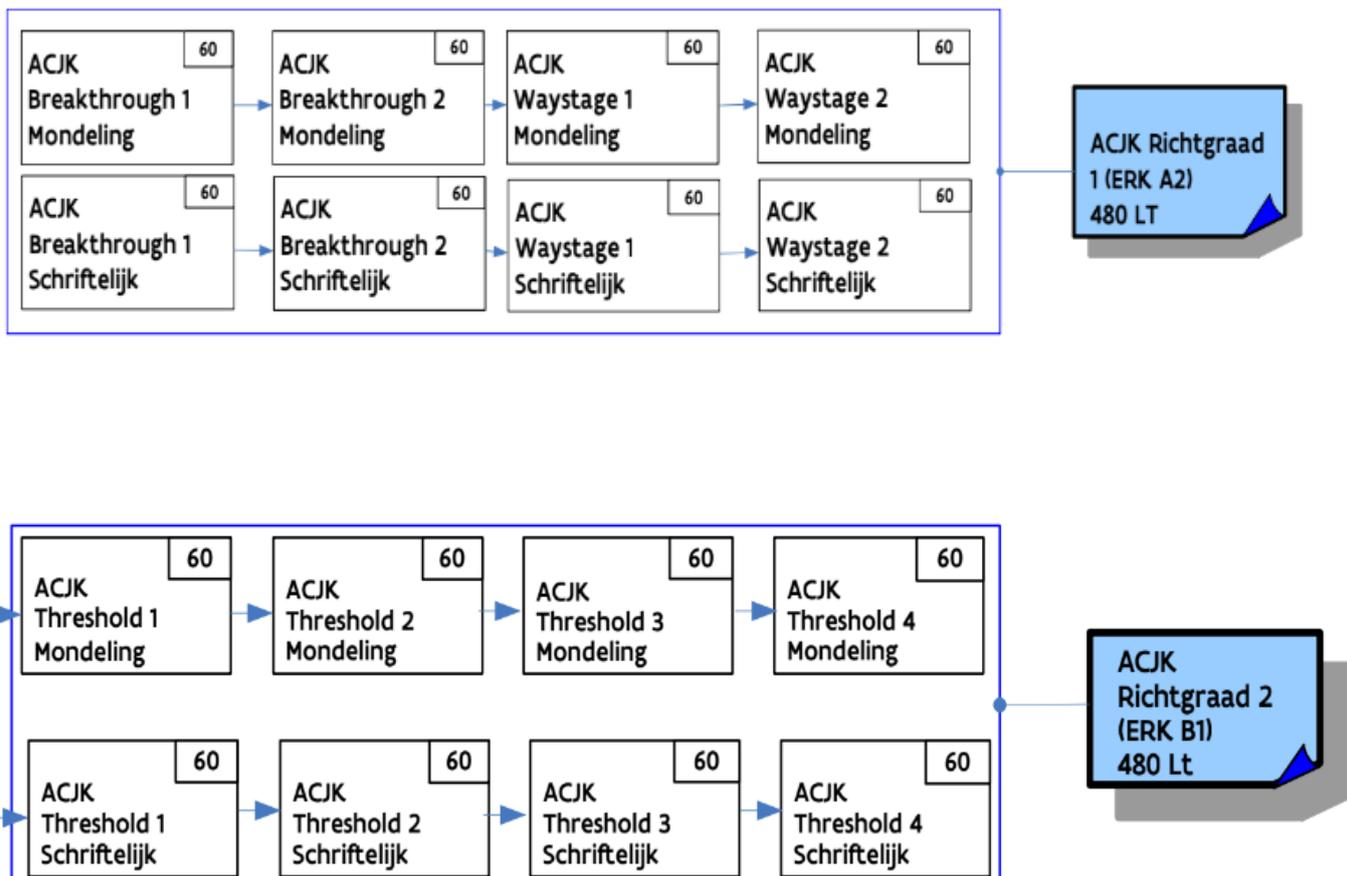 60
ACJK
Breakthrough 1
Mondeling
60
ACJK
Breakthrough 2
Mondeling
60
ACJK
Waystage 1
Mondeling
60
ACJK
Waystage 2
Mondeling
60
ACJK
Breakthrough 1
Schriftelijk
60
ACJK
Breakthrough 2
Schriftelijk
60
ACJK
Waystage 1
Schriftelijk
60
ACJK
Waystage 2
Schriftelijk
ACJK Richtgraad
1 (ERK A2)
480 LT
60
ACJK
Threshold 1
Mondeling
60
ACJK
Threshold 2
Mondeling
60
ACJK
Threshold 3
Mondeling
60
ACJK
Threshold 4
Mondeling
60
ACJK
Threshold 1
Schriftelijk
60
ACJK
Threshold 2
Schriftelijk
60
ACJK
Threshold 3
Schriftelijk
60
ACJK
Threshold 4
Schriftelijk
ACJK
Richtgraad 2
(ERK B1)
480 Lt